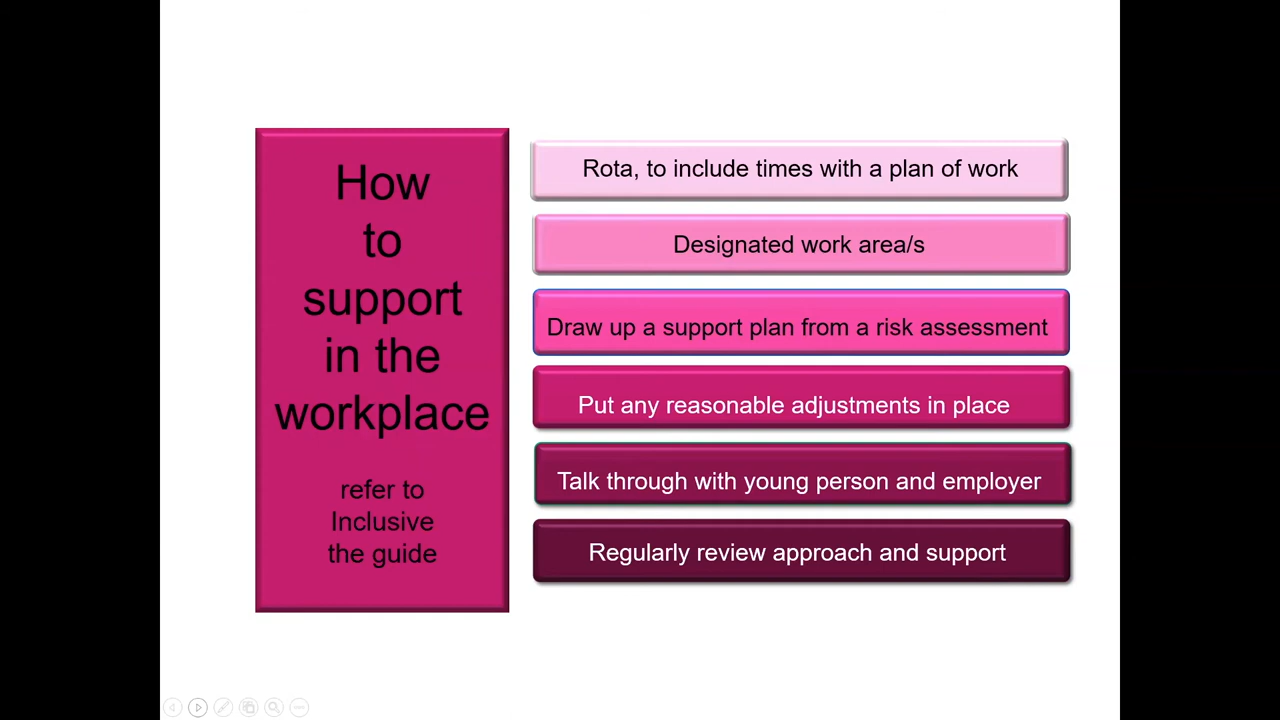 How
to
support
in the
workplace
refer to
Inclusive
the guide
Rota, to include times with a plan of work
Designated work area/s
Draw up a support plan from a risk assessment
Put any reasonable adjustments in place
Talk through with young person and employer
Regularly review approach and support